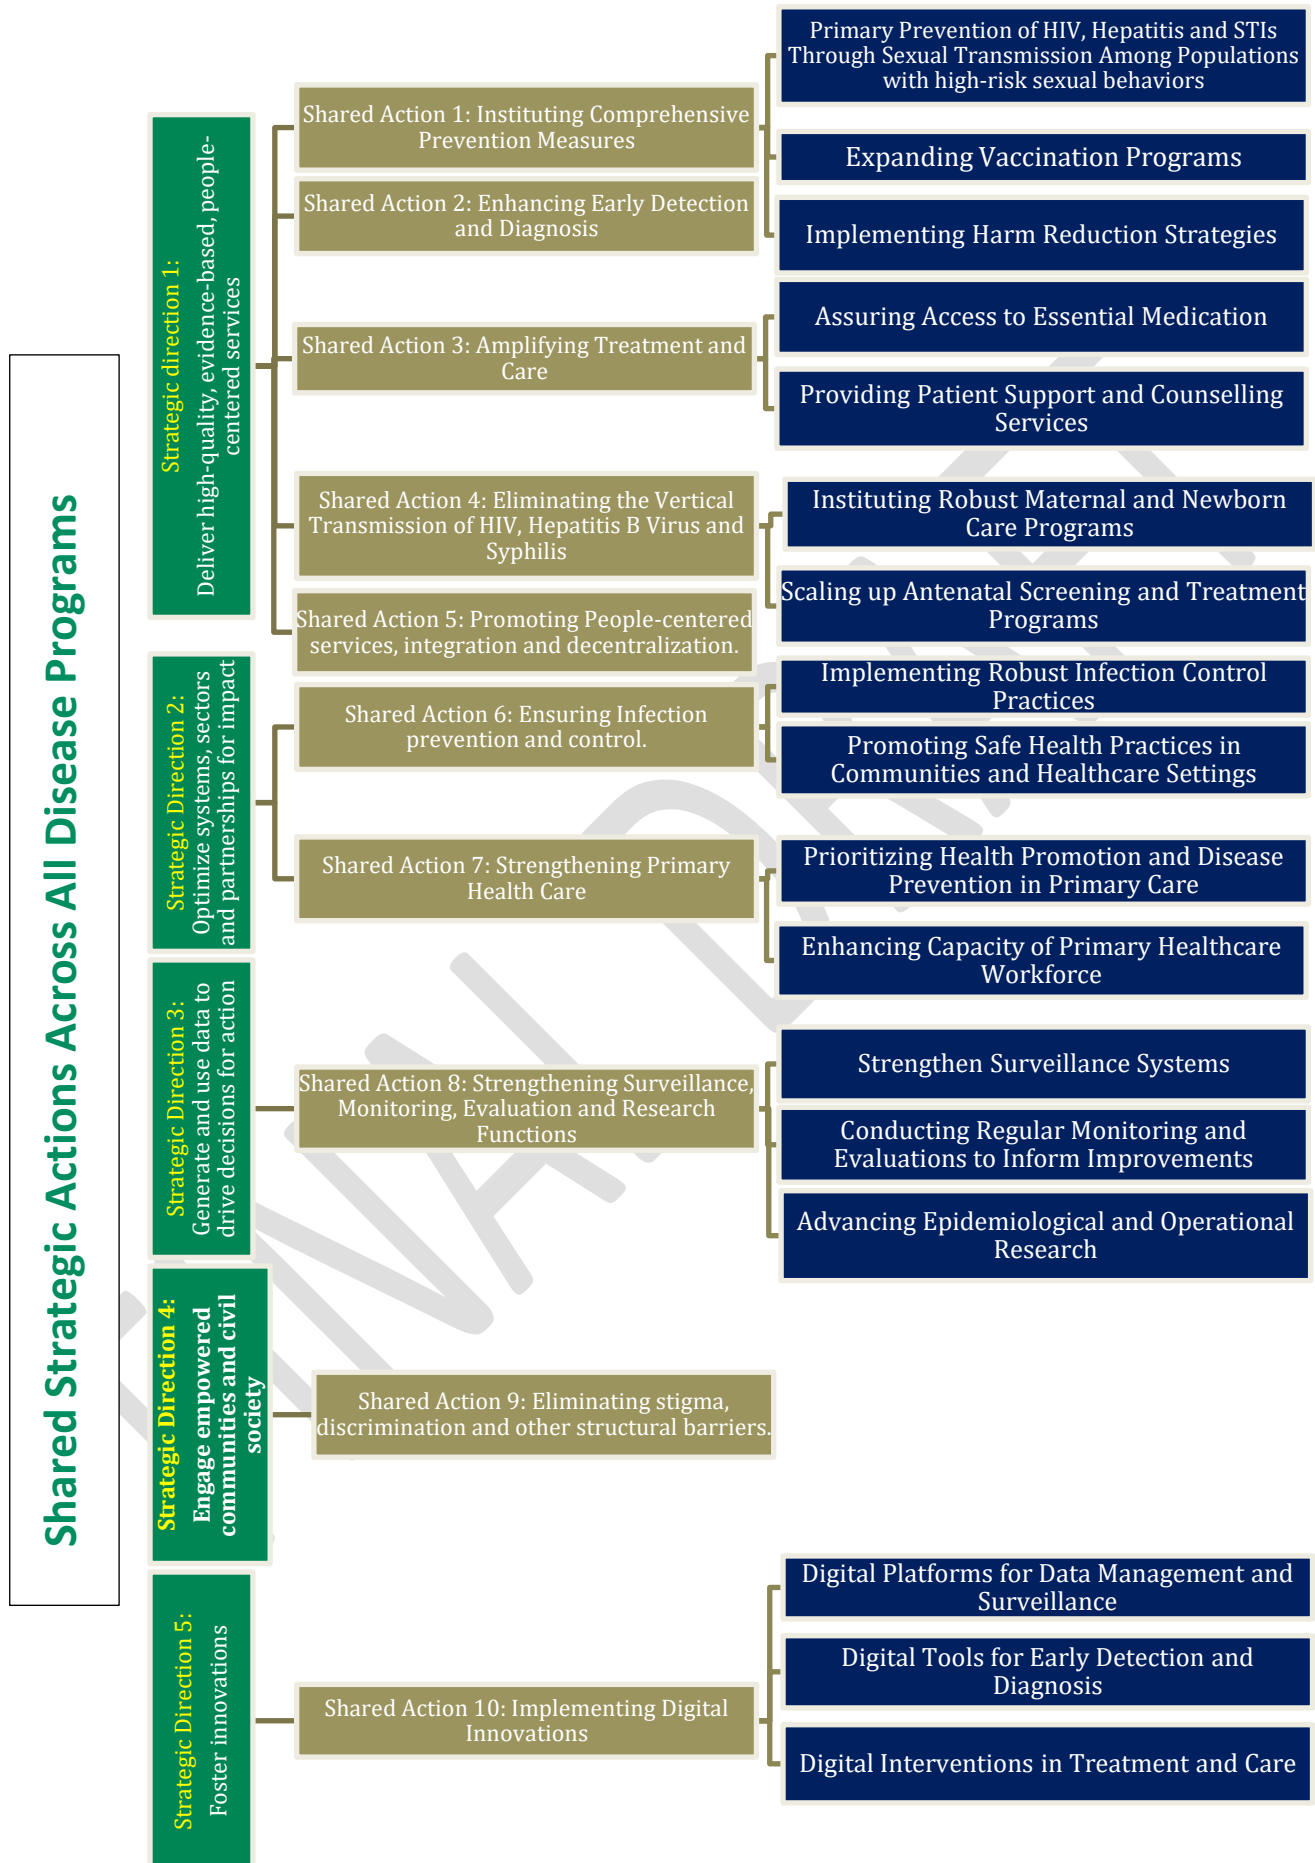 Shared Strategic Actions Across All Disease Programs
Strategic direction 1:
Deliver high-quality, evidence-based, people-
centered services
Shared Action 1: Instituting Comprehensive
Prevention Measures
Primary Prevention of HIV, Hepatitis and STIs
Through Sexual Transmission Among Populations
with high-risk sexual behaviors
Expanding Vaccination Programs
Implementing Harm Reduction Strategies
Shared Action 2: Enhancing Early Detection
and Diagnosis
Shared Action 3: Amplifying Treatment and
Care
Assuring Access to Essential Medication
Providing Patient Support and Counselling
Services
Shared Action 4: Eliminating the Vertical
Transmission of HIV, Hepatitis B Virus and
Syphilis
Instituting Robust Maternal and Newborn
Care Programs
Scaling up Antenatal Screening and Treatment
Programs
Shared Action 5: Promoting People-centered
services, integration and decentralization.
Strategic Direction 2:
Optimize systems, sectors
and partnerships for impact
Shared Action 6: Ensuring Infection
prevention and control.
Implementing Robust Infection Control
Practices
Promoting Safe Health Practices in
Communities and Healthcare Settings
Shared Action 7: Strengthening Primary
Health Care
Prioritizing Health Promotion and Disease
Prevention in Primary Care
Enhancing Capacity of Primary Healthcare
Workforce
Strategic Direction 3:
Generate and use data to
drive decisions for action
Shared Action 8: Strengthening Surveillance,
Monitoring, Evaluation and Research
Functions
Strengthen Surveillance Systems
Conducting Regular Monitoring and
Evaluations to Inform Improvements
Advancing Epidemiological and Operational
Research
Strategic Direction 4:
Engage empowered
communities and civil
society
Shared Action 9: Eliminating stigma,
discrimination and other structural barriers.
Strategic Direction 5:
Foster innovations
Shared Action 10: Implementing Digital
Innovations
Digital Platforms for Data Management and
Surveillance
Digital Tools for Early Detection and
Diagnosis
Digital Interventions in Treatment and Care
FINAL DRAFT